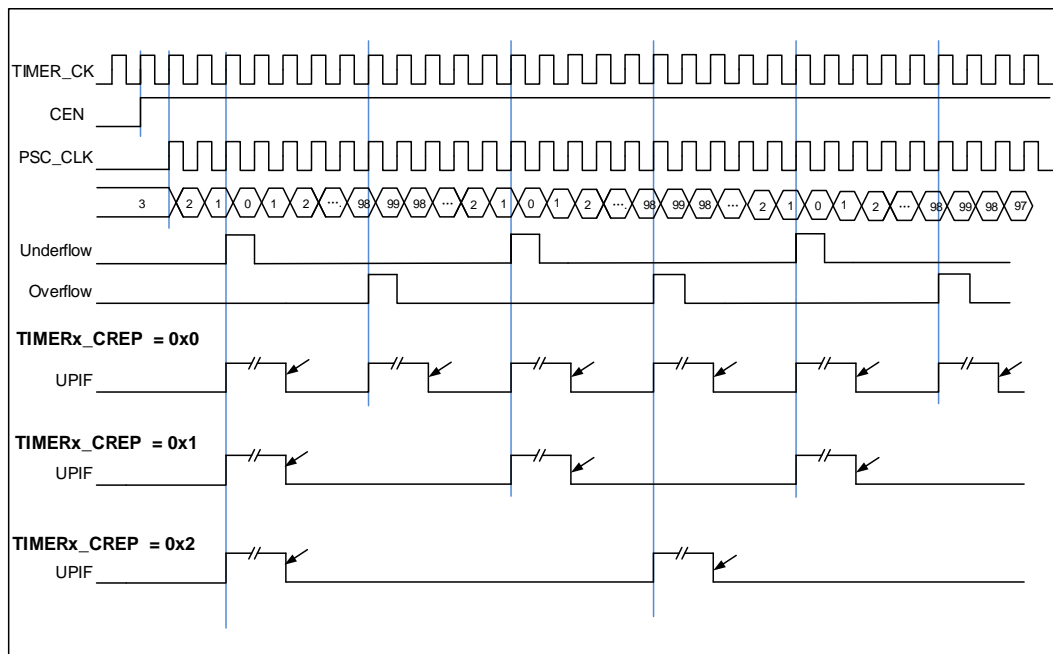 TIMER_CK
CEN
PSC_CLK
3 2 1 0 1 2 ... 98 99 98 ... 2 1 0 1 2 ... 98 99 98 ... 2 1 0 1 2 ... 98 99 98 97
Underflow
Overflow
TIMERx_CREP = 0x0
UPIF
TIMERx_CREP = 0x1
UPIF
TIMERx_CREP = 0x2
UPIF